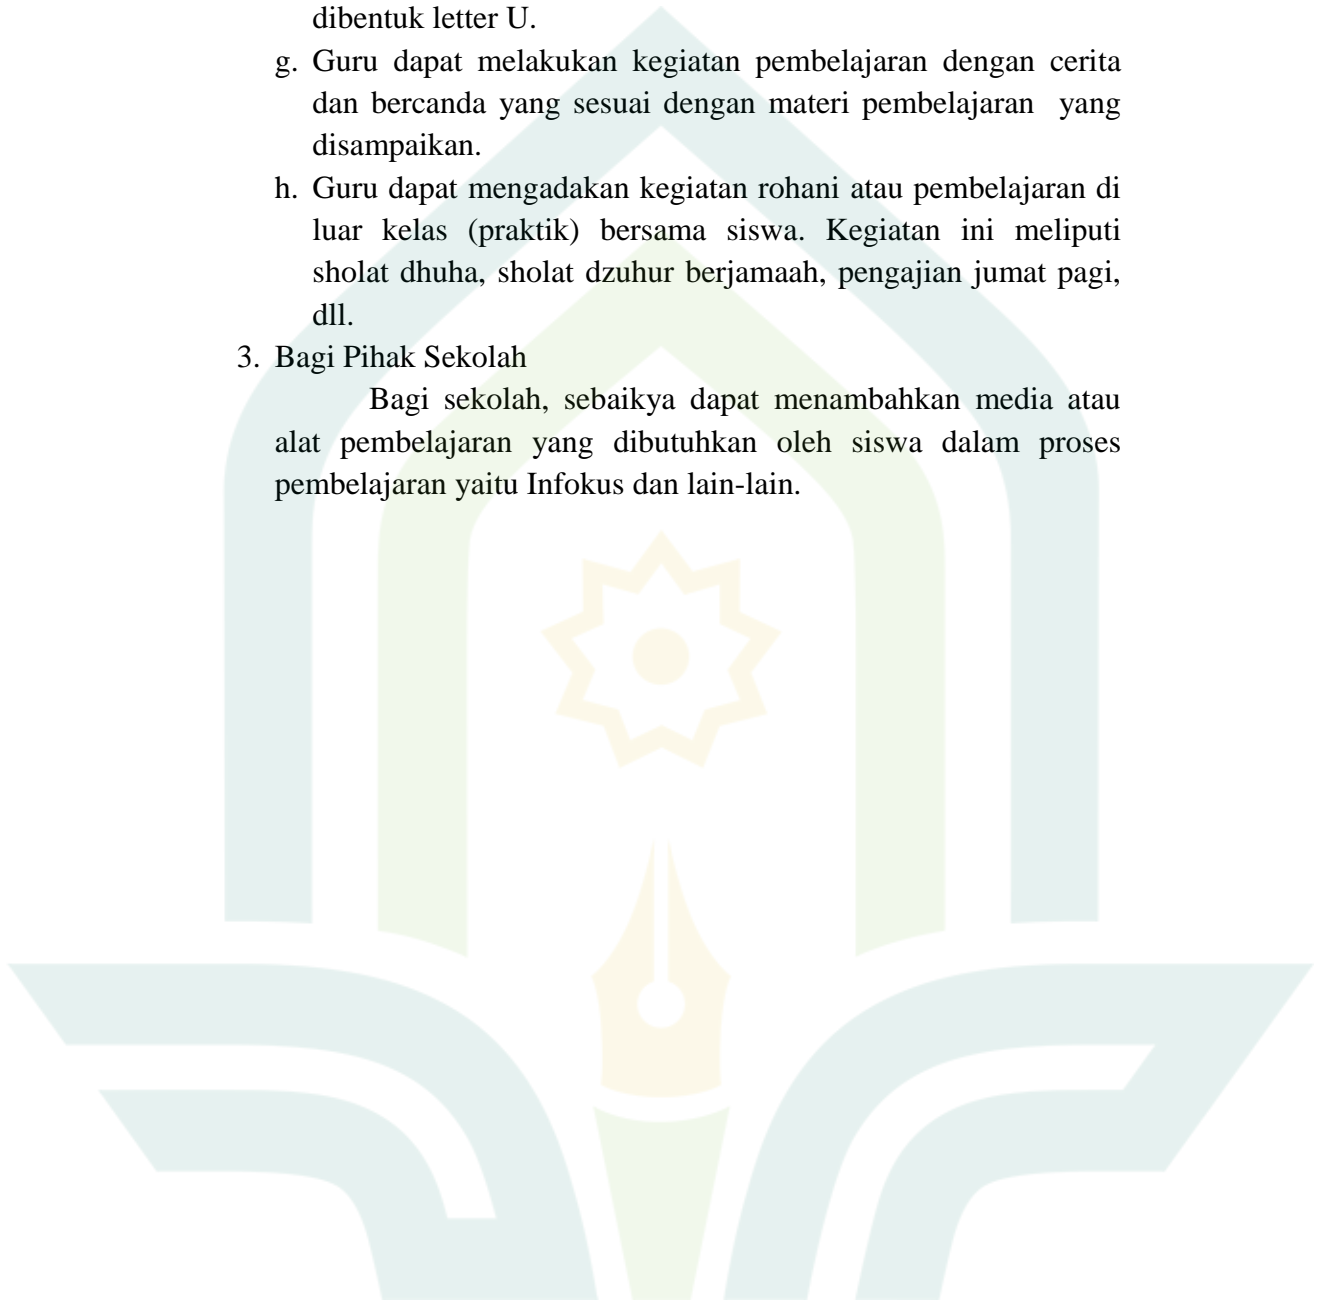 dibentuk letter U.
g. Guru dapat melakukan kegiatan pembelajaran dengan cerita
dan bercanda yang sesuai dengan materi pembelajaran yang
disampaikan.
h. Guru dapat mengadakan kegiatan rohani atau pembelajaran di
luar kelas (praktik) bersama siswa. Kegiatan ini meliputi
sholat dhuha, sholat dzuhur berjamaah, pengajian jumat pagi,
dll.
3. Bagi Pihak Sekolah
Bagi sekolah, sebaikya dapat menambahkan media atau
alat pembelajaran yang dibutuhkan oleh siswa dalam proses
pembelajaran yaitu Infokus dan lain-lain.